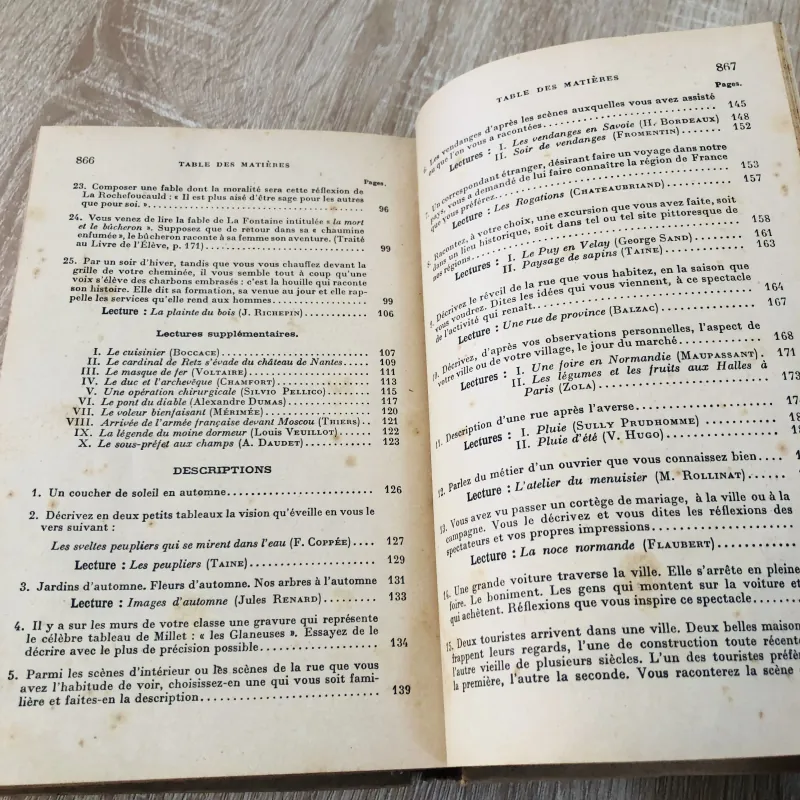 866
TABLE DES MATIÈRES
Pages.
23. Composer une fable dont la moralité sera cette réflexion de
La Rochefoucauld : « Il est plus aisé d'être sage pour les autres
que pour soi. » 96
24. Vous venez de lire la fable de La Fontaine intitulée « la mort
et le bûcheron ». Supposez que de retour dans sa « chaumine
enfumée », le bûcheron raconte à sa femme son aventure. (Traité
au Livre de l'Élève, p. 171) 99
25. Par un soir d'hiver, tandis que vous vous chauffez devant la
grille de votre cheminée, il vous semble tout à coup qu'une
voix s'élève des charbons embrasés : c'est la houille qui raconte
son histoire. Elle dit sa formation, sa venue au jour et elle rap-
pelle les services qu'elle rend aux hommes 99
Lecture : La plainte du bois (J. RICHEPIN) 106
Lectures supplémentaires.
I. Le cuisinier (BOCCACE) 107
II. Le cardinal de Retz s'évade du château de Nantes 109
III. Le masque de fer (VOLTAIRE) 111
IV. Le duc et l'archevêque (CHAMFORT) 113
V. Une opération chirurgicale (SILVIO PELLICO) 115
VI. Le pont du diable (ALEXANDRE DUMAS) 117
VII. Le voleur bienfaisant (MÉRIMÉE) 120
VIII. Arrivée de l'armée française devant Moscou (THIERS) 121
IX. La légende du moine dormeur (LOUIS VEUILLOT) 122
X. Le sous-préfet aux champs (A. DAUDET) 123
DESCRIPTIONS
1. Un coucher de soleil en automne 126
2. Décrivez en deux petits tableaux la vision qu'éveille en vous le
vers suivant :
Les sveltes peupliers qui se mirent dans l'eau (F. COPPÉE) 127
Lecture : Les peupliers (TAINE) 129
3. Jardins d'automne. Fleurs d'automne. Nos arbres à l'automne 131
Lecture : Images d'automne (JULES RENARD) 133
4. Il y a sur les murs de votre classe une gravure qui représente
le célèbre tableau de Millet : « les Glaneuses ». Essayez de le
décrire avec le plus de précision possible 134
5. Parmi les scènes d'intérieur ou les scènes de la rue que vous
avez l'habitude de voir, choisissez-en une qui vous soit fami-
lière et faites-en la description 139
867
TABLE DES MATIÈRES
Pages.
Les vendanges d'après les scènes auxquelles vous avez assisté
que l'on vous a racontées 145
Lectures : I. Les vendanges en Savoie (H. BORDEAUX) 148
II. Soir de vendanges (FROMENTIN) 152
7. Un correspondant étranger, désirant faire un voyage dans notre
pays, vous a demandé de lui faire connaître la région de France
que vous préférez 153
Lecture : Les Rogations (CHATEAUBRIAND) 157
8. Racontez, à votre choix, une excursion que vous avez faite, soit
dans un lieu historique, soit dans tel ou tel site pittoresque de
nos régions 158
Lectures : I. Le Puy en Velay (GEORGE SAND) 161
II. Paysage de sapins (TAINE) 163
9. Décrivez le réveil de la rue que vous habitez, en la saison que
vous voudrez. Dites les idées qui vous viennent, à ce spectacle
de l'activité qui renaît 164
Lecture : Une rue de province (BALZAC) 167
10. Décrivez, d'après vos observations personnelles, l'aspect de
votre ville ou de votre village, le jour du marché 168
Lectures : I. Une foire en Normandie (MAUPASSANT) 171
II. Les légumes et les fruits aux Halles à
Paris (ZOLA) 173
11. Description d'une rue après l'averse
Lectures : I. Pluie (SULLY PRUDHOMME)
II. Pluie d'été (V. HUGO)
12. Parlez du métier d'un ouvrier que vous connaissez bien
Lecture : L'atelier du menuisier (M. ROLLINAT)
13. Vous avez vu passer un cortège de mariage, à la ville ou à la
campagne. Vous le décrivez et vous dites les réflexions des
spectateurs et vos propres impressions
Lecture : La noce normande (FLAUBERT)
14. Une grande voiture traverse la ville. Elle s'arrête en pleine
foire. Le boniment. Les gens qui montent sur la voiture et
qui achètent. Réflexions que vous inspire ce spectacle
15. Deux touristes arrivent dans une ville. Deux belles maison
frappent leurs regards, l'une de construction toute récente
l'autre vieille de plusieurs siècles. L'un des touristes préfère
la première, l'autre la seconde. Vous raconterez la scène